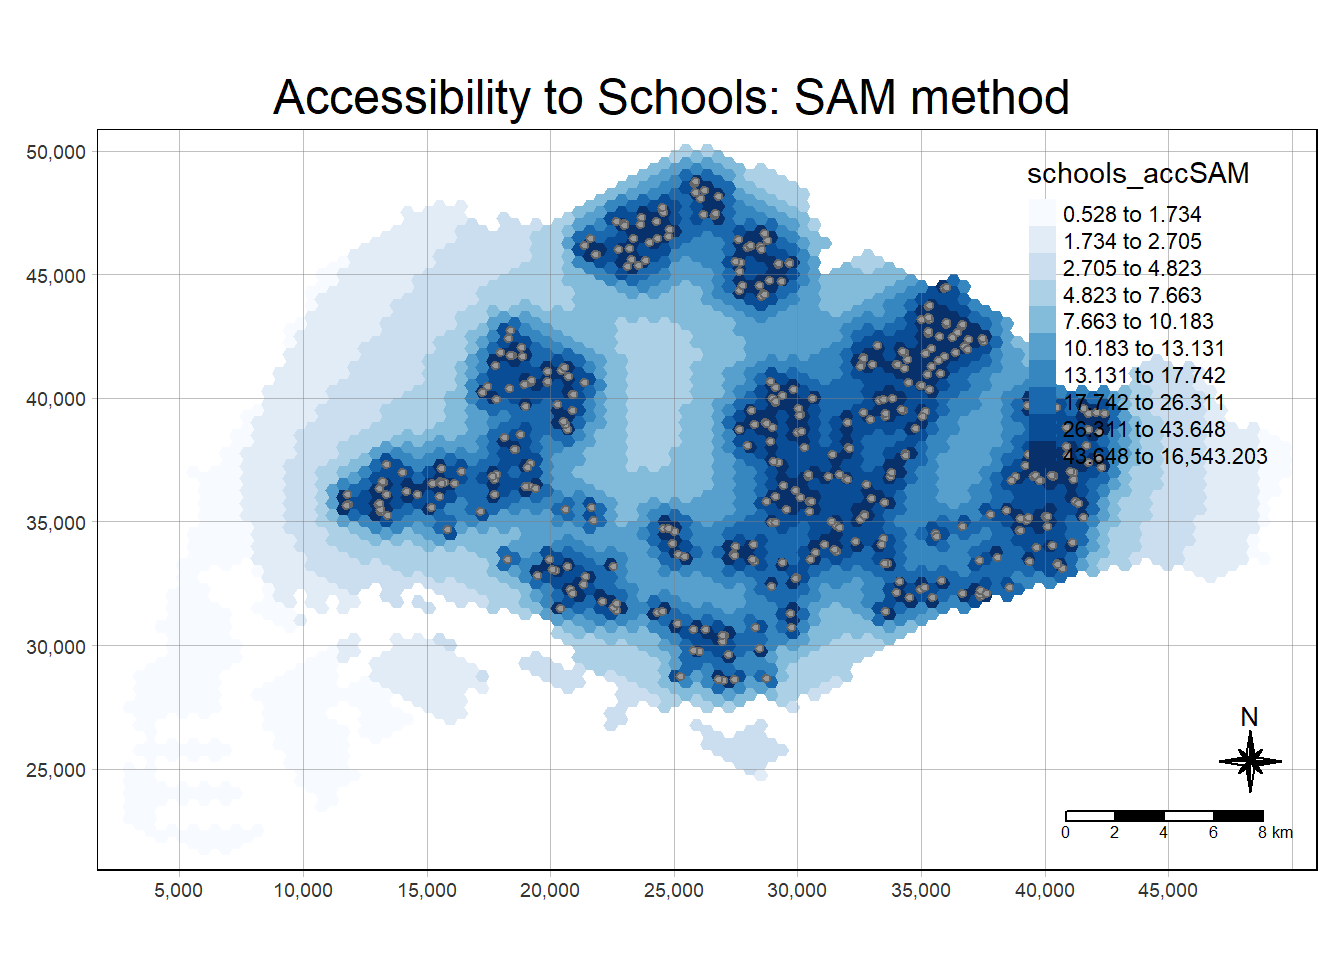 Accessibility to Schools: SAM method
50,000
45,000
40,000
35,000
30,000
25,000
schools_accSAM
0.528 to 1.734
1.734 to 2.705
2.705 to 4.823
4.823 to 7.663
7.663 to 10.183
10.183 to 13.131
13.131 to 17.742
17.742 to 26.311
26.311 to 43.648
43.648 to 16,543.203
N
0 2 4 6 8 km
5,000 10,000 15,000 20,000 25,000 30,000 35,000 40,000 45,000